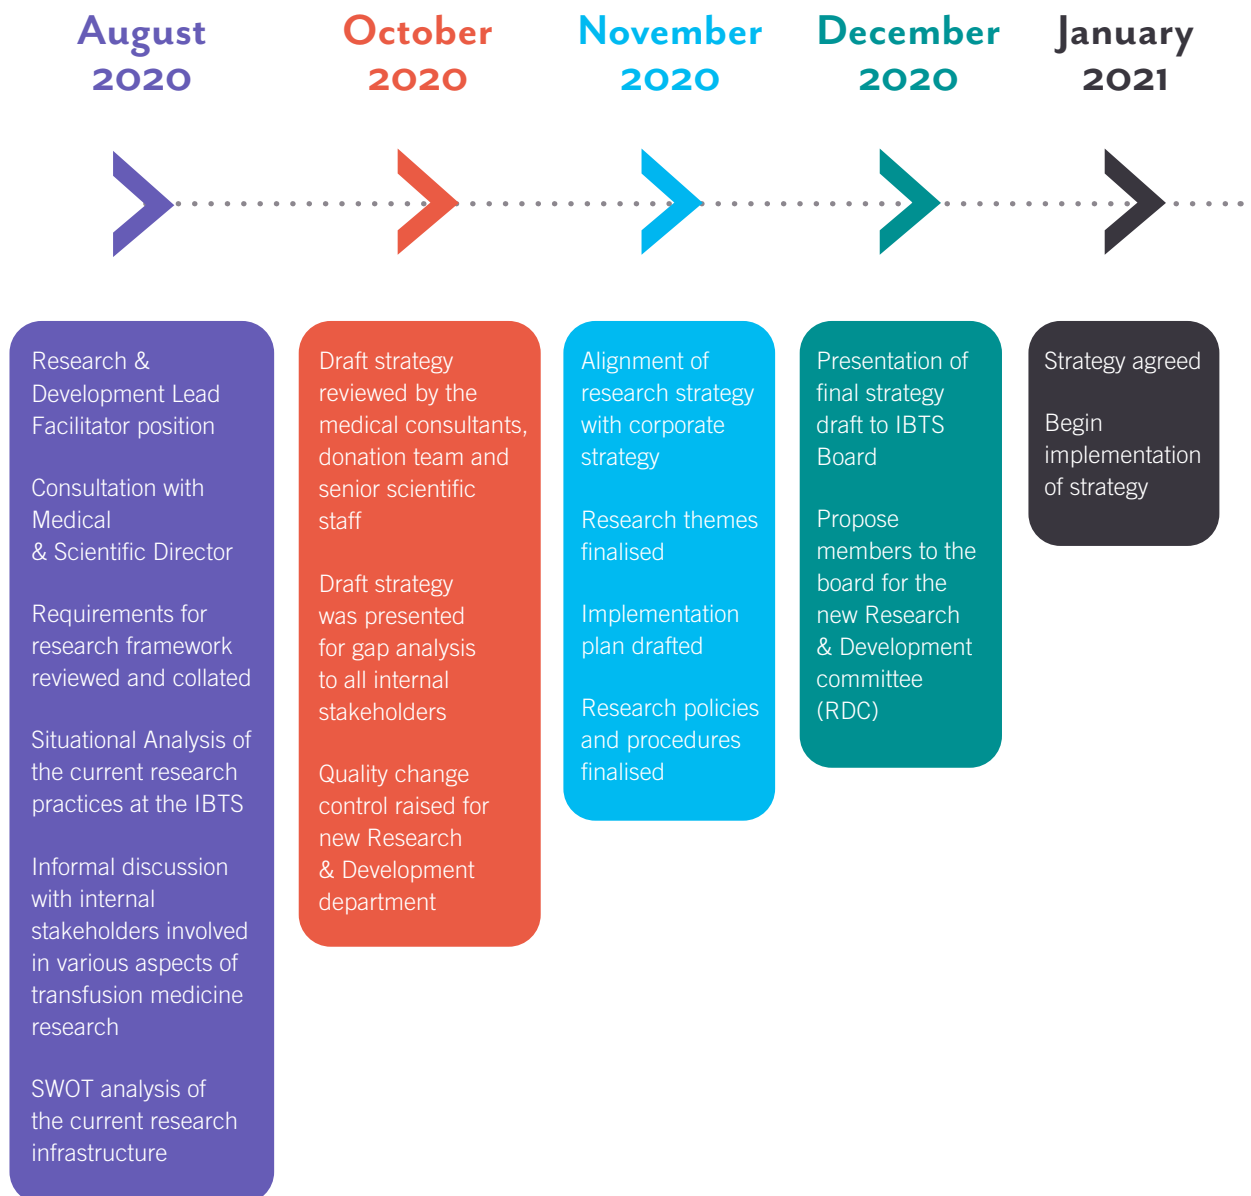 August
2020
October
2020
November
2020
December
2020
January
2021
Research &
Development Lead
Facilitator position
Consultation with
Medical
& Scientific Director
Requirements for
research framework
reviewed and collated
Situational Analysis of
the current research
practices at the IBTS
Informal discussion
with internal
stakeholders involved
in various aspects of
transfusion medicine
research
SWOT analysis of
the current research
infrastructure
Draft strategy
reviewed by the
medical consultants,
donation team and
senior scientific
staff
Draft strategy
was presented
for gap analysis
to all internal
stakeholders
Quality change
control raised for
new Research
& Development
department
Alignment of
research strategy
with corporate
strategy
Research themes
finalised
Implementation
plan drafted
Research policies
and procedures
finalised
Presentation of
final strategy
draft to IBTS
Board
Propose
members to the
board for the
new Research
& Development
committee
(RDC)
Strategy agreed
Begin
implementation
of strategy